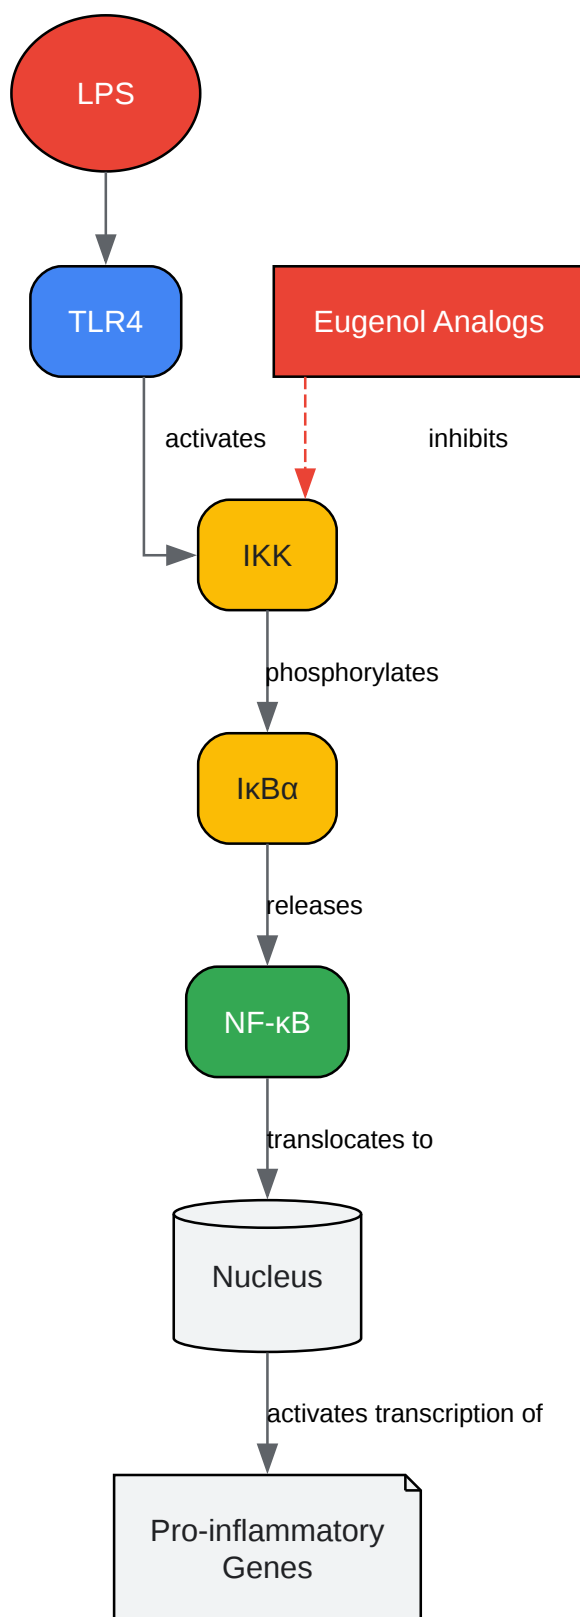 LPS
TLR4
Eugenol Analogs
activates
inhibits
IKK
phosphorylates
IκBα
releases
NF-κB
translocates to
Nucleus
activates transcription of
Pro-inflammatory
Genes